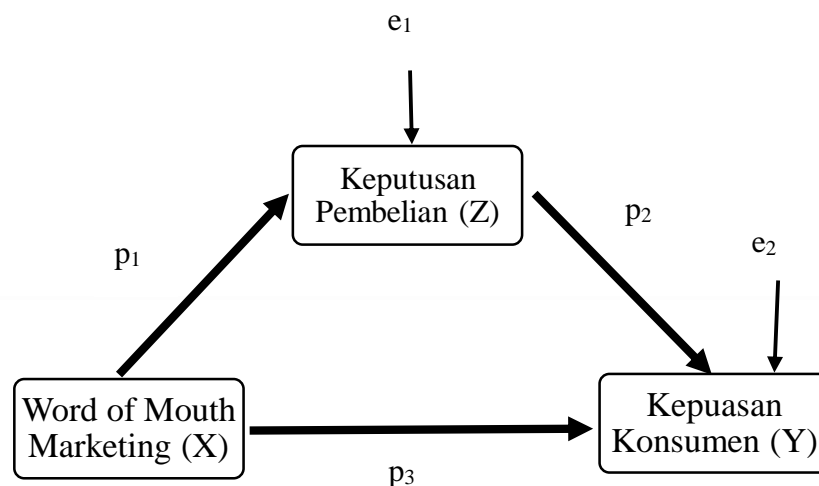 e₁
Keputusan
Pembelian (Z)
p₁
p₂
e₂
Word of Mouth
Marketing (X)
Kepuasan
Konsumen (Y)
p₃